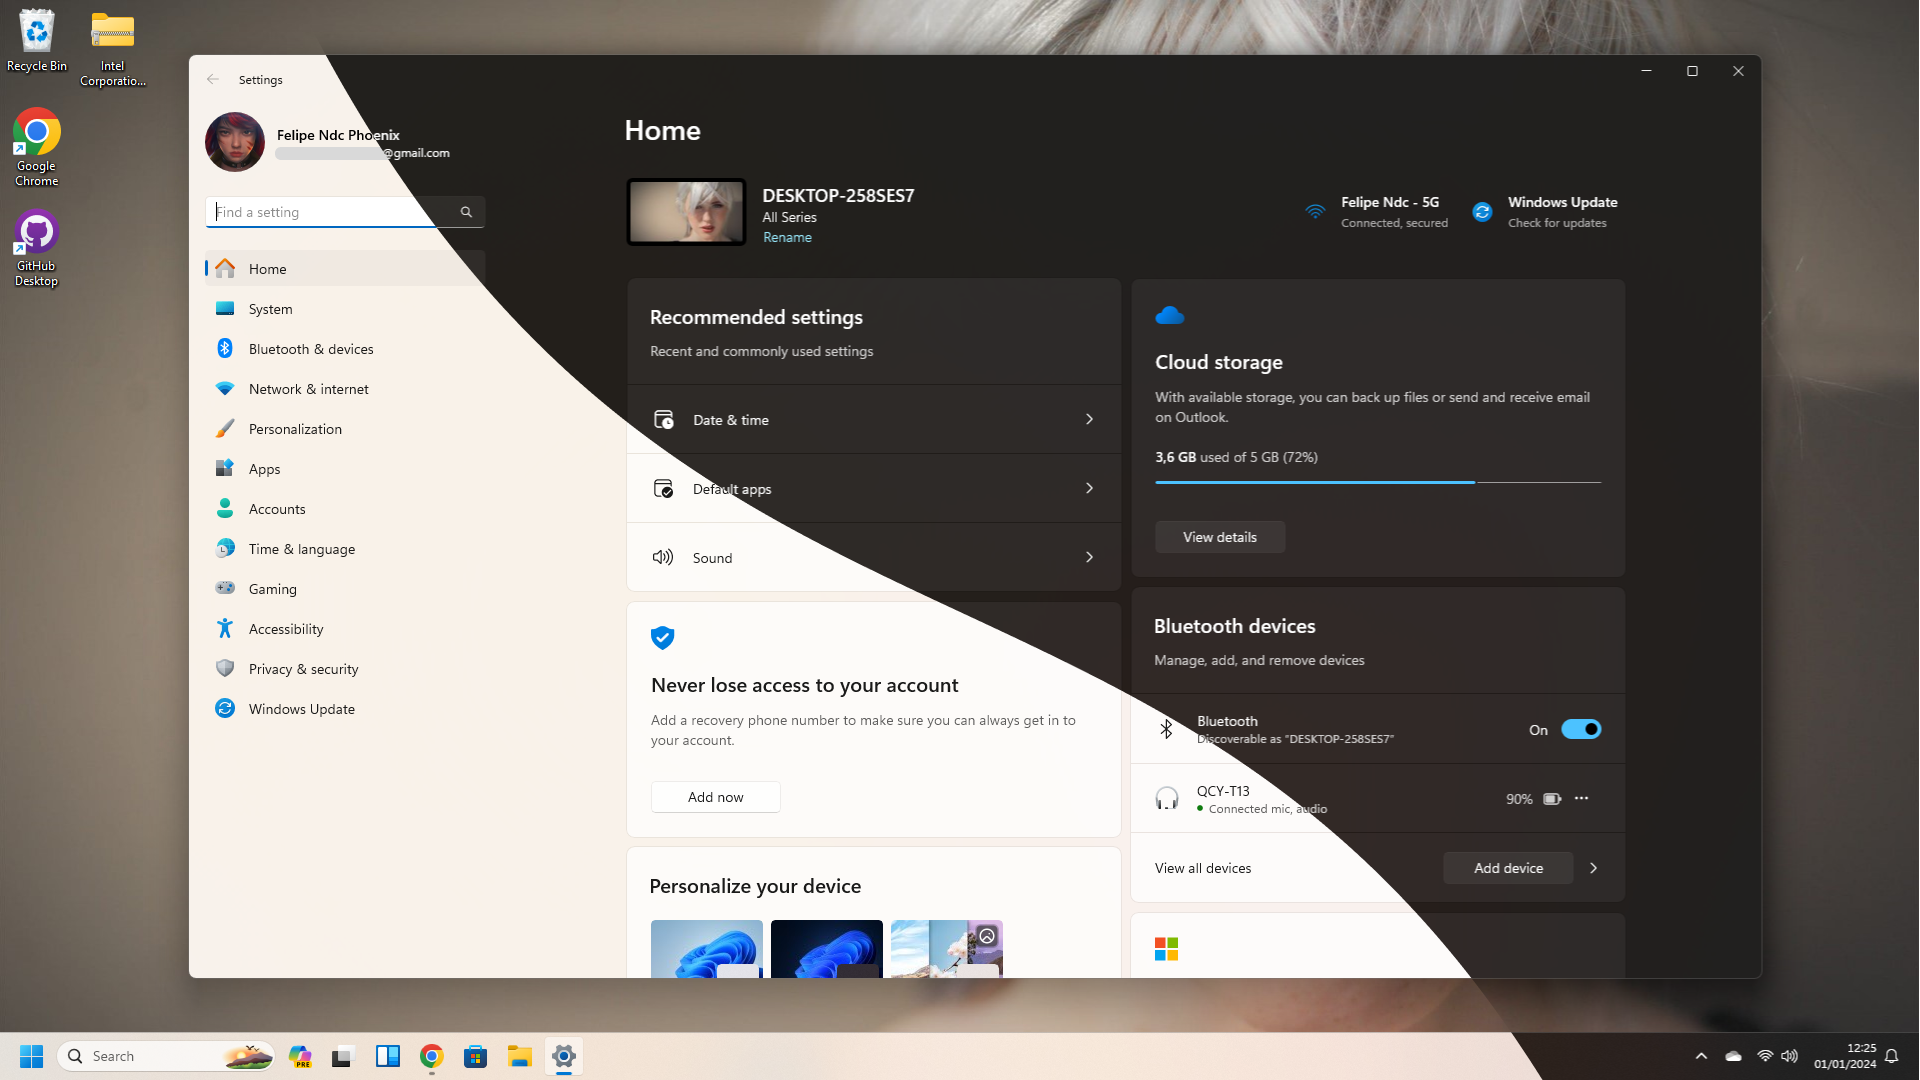 Recycle Bin
Intel
Corporatio...
Google
Chrome
GitHub
Desktop
Settings
Felipe Ndc Phoenix
@gmail.com
Find a setting
Home
System
Bluetooth & devices
Network & internet
Personalization
Apps
Accounts
Time & language
Gaming
Accessibility
Privacy & security
Windows Update
Home
DESKTOP-258SES7
All Series
Rename
Felipe Ndc - 5G
Connected, secured
Windows Update
Check for updates
Recommended settings
Recent and commonly used settings
Date & time
Default apps
Sound
Never lose access to your account
Add a recovery phone number to make sure you can always get in to
your account.
Add now
Personalize your device
Cloud storage
With available storage, you can back up files or send and receive email
on Outlook.
3,6 GB used of 5 GB (72%)
View details
Bluetooth devices
Manage, add, and remove devices
Bluetooth
Discoverable as "DESKTOP-258SES7"
On
QCY-T13
Connected mic, audio
90%
View all devices
Add device
Search
PRE
12:25
01/01/2024